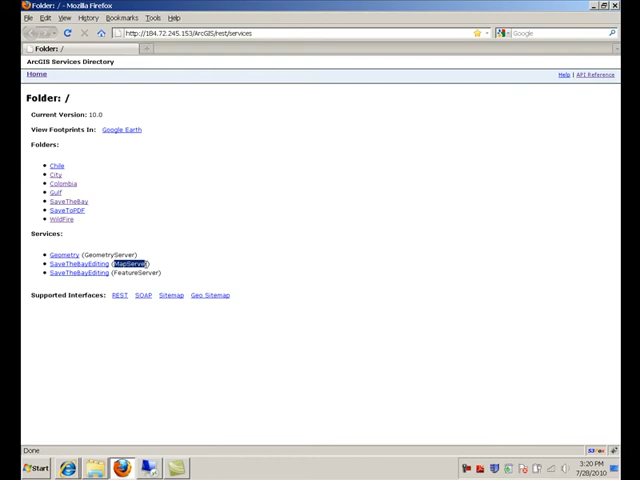 Folder: / - Mozilla Firefox
File Edit View History Bookmarks Tools Help
http://184.72.245.153/ArcGIS/rest/services
Google
Folder: /
ArcGIS Services Directory
Home
Help | API Reference
Folder: /
Current Version: 10.0
View Footprints In: Google Earth
Folders:
Chile
City
Colombia
Gulf
SaveTheBay
SaveToPDF
WildFire
Services:
Geometry (GeometryServer)
SaveTheBayEditing (MapServer)
SaveTheBayEditing (FeatureServer)
Supported Interfaces: REST SOAP Sitemap Geo Sitemap
Done
Start
3:20 PM
7/28/2010